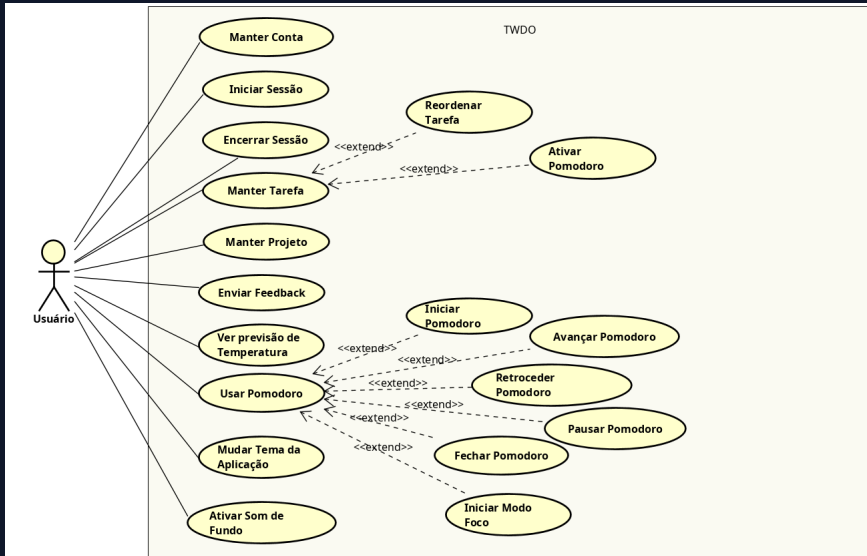 TWDO
Manter Conta
Iniciar Sessão
Reordenar
Tarefa
Encerrar Sessão
<<extend>>
Ativar
Pomodoro
<<extend>>
Manter Tarefa
Manter Projeto
Enviar Feedback
Usuário
Iniciar
Pomodoro
Ver previsão de
Temperatura
Avançar Pomodoro
<<extend>>
<<extend>>
Retroceder
Pomodoro
<<extend>>
Usar Pomodoro
<<extend>>
<<extend>>
Pausar Pomodoro
<<extend>>
Fechar Pomodoro
Mudar Tema da
Aplicação
Iniciar Modo
Foco
Ativar Som de
Fundo